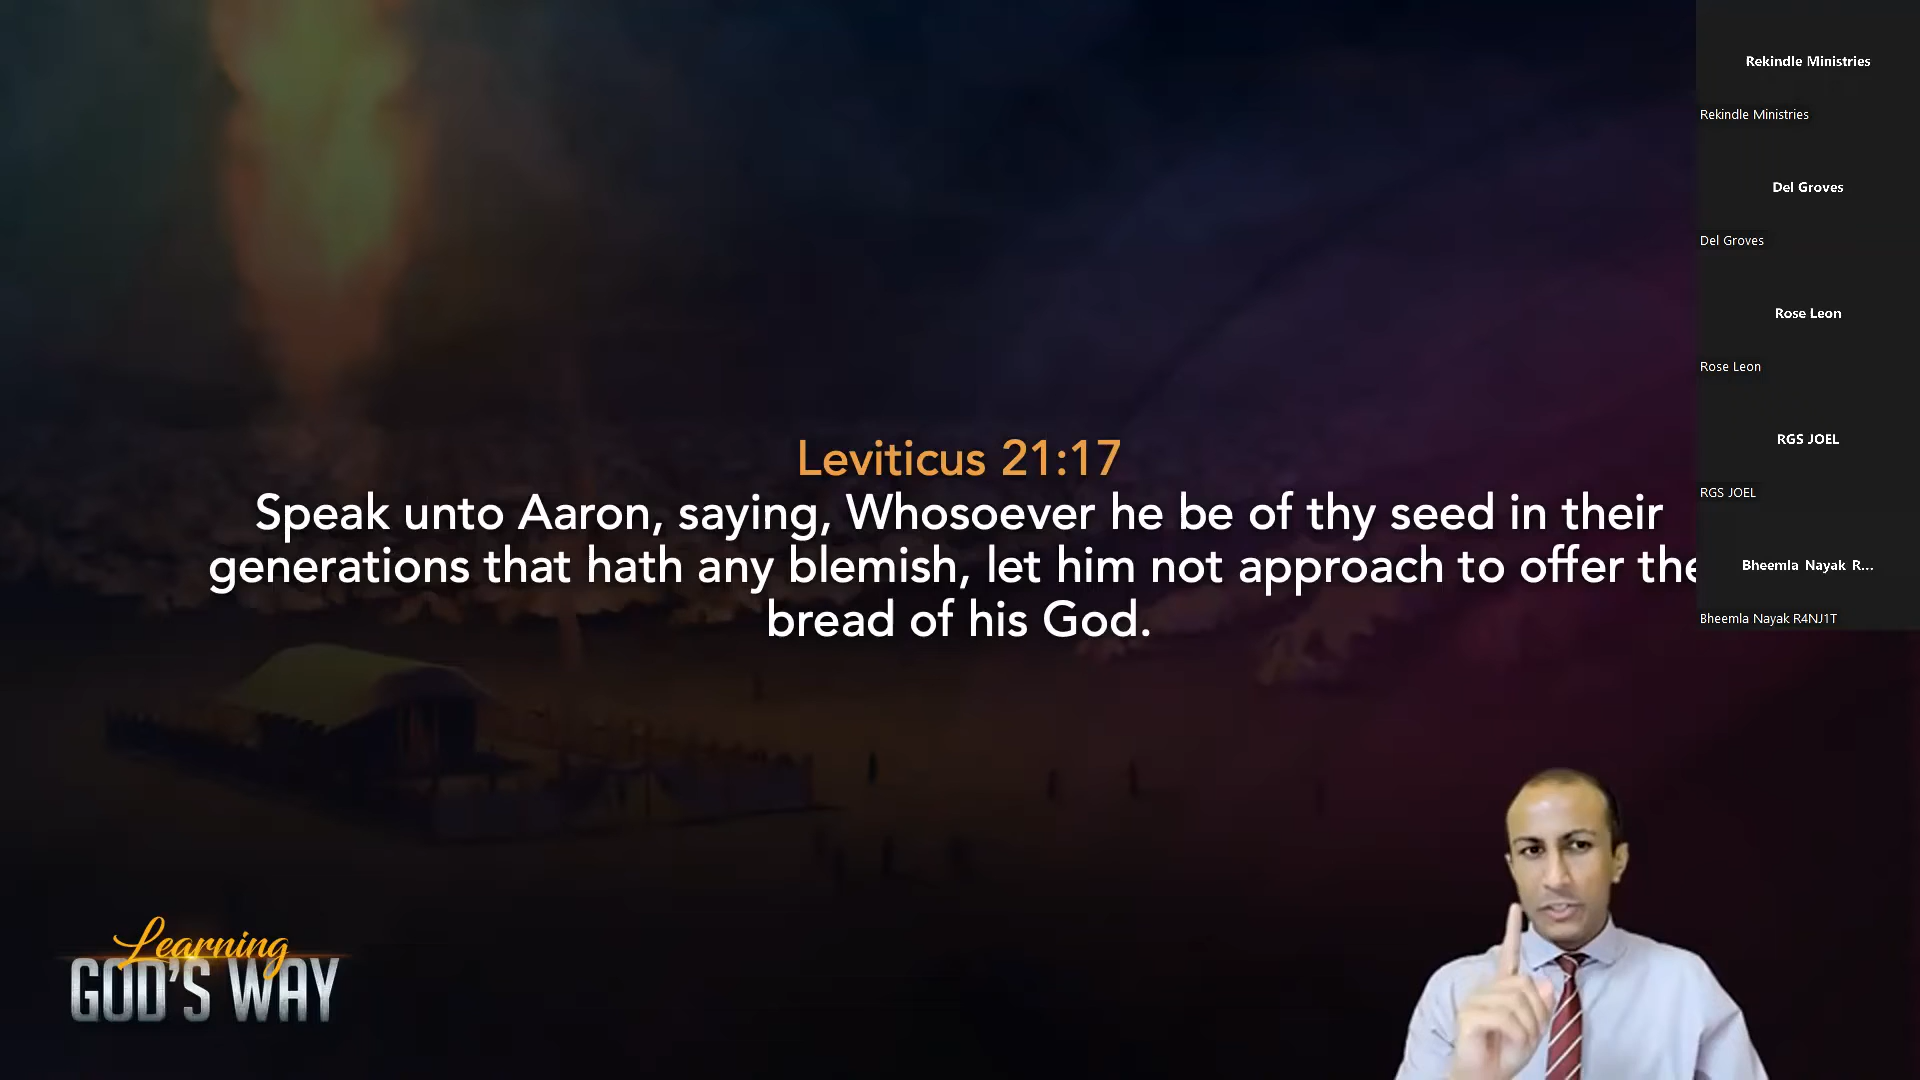 Leviticus 21:17
Speak unto Aaron, saying, Whosoever he be of thy seed in their
generations that hath any blemish, let him not approach to offer the
bread of his God.
Learning
GOD'S WAY
Rekindle Ministries
Rekindle Ministries
Del Groves
Del Groves
Rose Leon
Rose Leon
RGS JOEL
RGS JOEL
Bheemla Nayak R...
Bheemla Nayak R4NJ1T